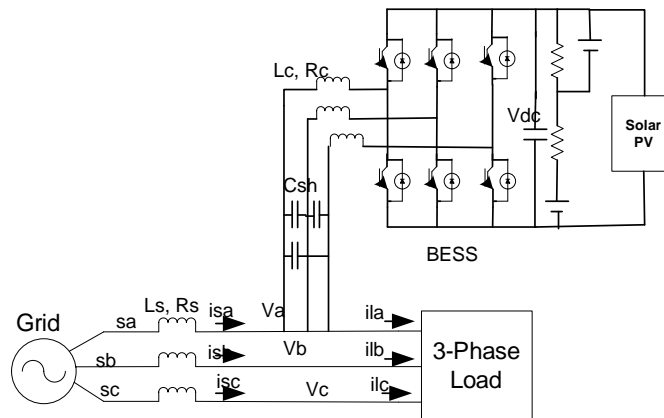 Lc, Rc
Vdc
Solar
PV
Csh
BESS
Ls, Rs
isa
Va
ila
Grid
sa
sb
isb
Vb
ilb
3-Phase
Load
sc
isc
Vc
ilc